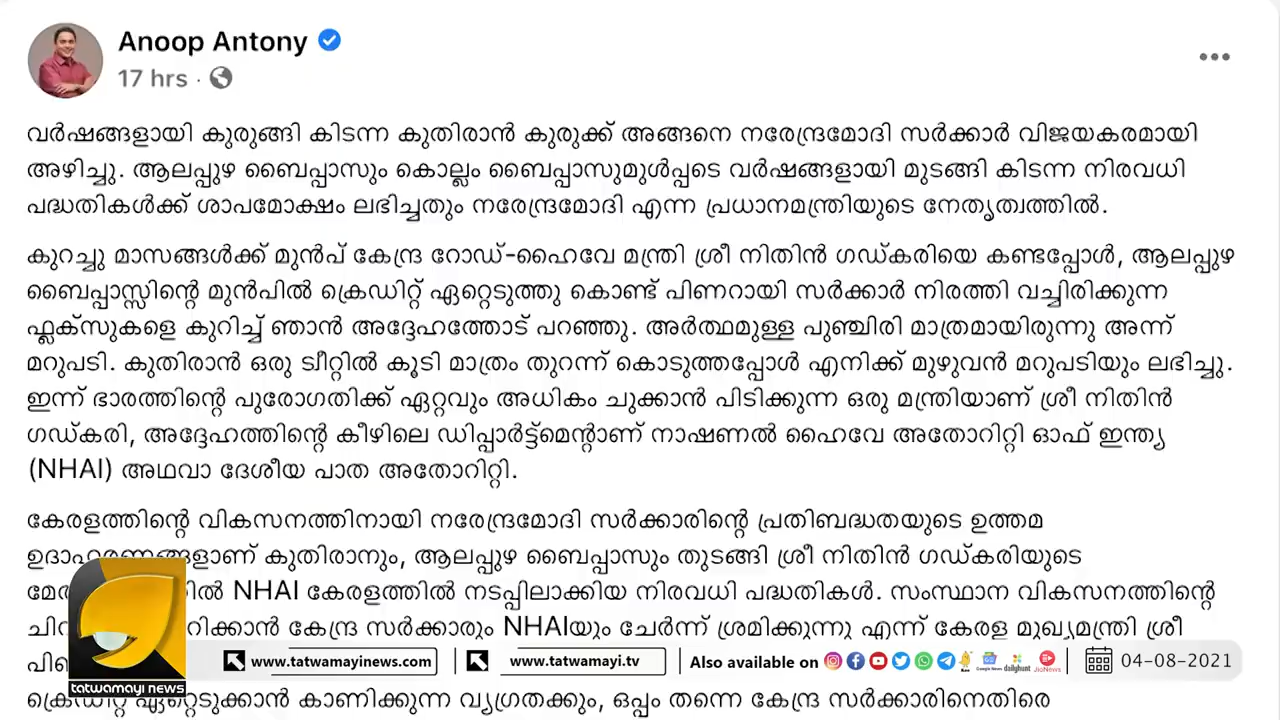 Anoop Antony
17 hrs ·
വർഷങ്ങളായി കുരുങ്ങി കിടന്ന കുതിരാൻ കുരുക്ക് അങ്ങനെ നരേന്ദ്രമോദി സർക്കാർ വിജയകരമായി
അഴിച്ചു. ആലപ്പുഴ ബൈപ്പാസും കൊല്ലം ബൈപ്പാസുമുൾപ്പടെ വർഷങ്ങളായി മുടങ്ങി കിടന്ന നിരവധി
പദ്ധതികൾക്ക് ശാപമോക്ഷം ലഭിച്ചതും നരേന്ദ്രമോദി എന്ന പ്രധാനമന്ത്രിയുടെ നേതൃത്വത്തിൽ.
കുറച്ചു മാസങ്ങൾക്ക് മുൻപ് കേന്ദ്ര റോഡ്-ഹൈവേ മന്ത്രി ശ്രീ നിതിൻ ഗഡ്കരിയെ കണ്ടപ്പോൾ, ആലപ്പുഴ
ബൈപ്പാസ്സിന്റെ മുൻപിൽ ക്രെഡിറ്റ് ഏറ്റെടുത്തു കൊണ്ട് പിണറായി സർക്കാർ നിരത്തി വച്ചിരിക്കുന്ന
ഫ്ലക്സുകളെ കുറിച്ച് ഞാൻ അദ്ദേഹത്തോട് പറഞ്ഞു. അർത്ഥമുള്ള പുഞ്ചിരി മാത്രമായിരുന്നു അന്ന്
മറുപടി. കുതിരാൻ ഒരു ട്വീറ്റിൽ കൂടി മാത്രം തുറന്ന് കൊടുത്തപ്പോൾ എനിക്ക് മുഴുവൻ മറുപടിയും ലഭിച്ചു.
ഇന്ന് ഭാരത്തിന്റെ പുരോഗതിക്ക് ഏറ്റവും അധികം ചുക്കാൻ പിടിക്കുന്ന ഒരു മന്ത്രിയാണ് ശ്രീ നിതിൻ
ഗഡ്കരി, അദ്ദേഹത്തിന്റെ കീഴിലെ ഡിപ്പാർട്ട്മെന്റാണ് നാഷണൽ ഹൈവേ അതോറിറ്റി ഓഫ് ഇന്ത്യ
(NHAI) അഥവാ ദേശീയ പാത അതോറിറ്റി.
കേരളത്തിന്റെ വികസനത്തിനായി നരേന്ദ്രമോദി സർക്കാരിന്റെ പ്രതിബദ്ധതയുടെ ഉത്തമ
ഉദാഹരണങ്ങളാണ് കുതിരാനും, ആലപ്പുഴ ബൈപ്പാസും തുടങ്ങി ശ്രീ നിതിൻ ഗഡ്കരിയുടെ
NHAI കേരളത്തിൽ നടപ്പിലാക്കിയ നിരവധി പദ്ധതികൾ. സംസ്ഥാന വികസനത്തിന്റെ
കേന്ദ്ര സർക്കാരും NHAIയും ചേർന്ന് ശ്രമിക്കുന്നു എന്ന് കേരള മുഖ്യമന്ത്രി ശ്രീ
tatwamayi news
www.tatwamayinews.com
www.tatwamayi.tv
Also available on
dailyhunt
JioNews
04-08-2021
ക്രെഡിറ്റ് ഏറ്റെടുക്കാൻ കാണിക്കുന്ന വ്യഗ്രതക്കും, ഒപ്പം തന്നെ കേന്ദ്ര സർക്കാരിനെതിരെ